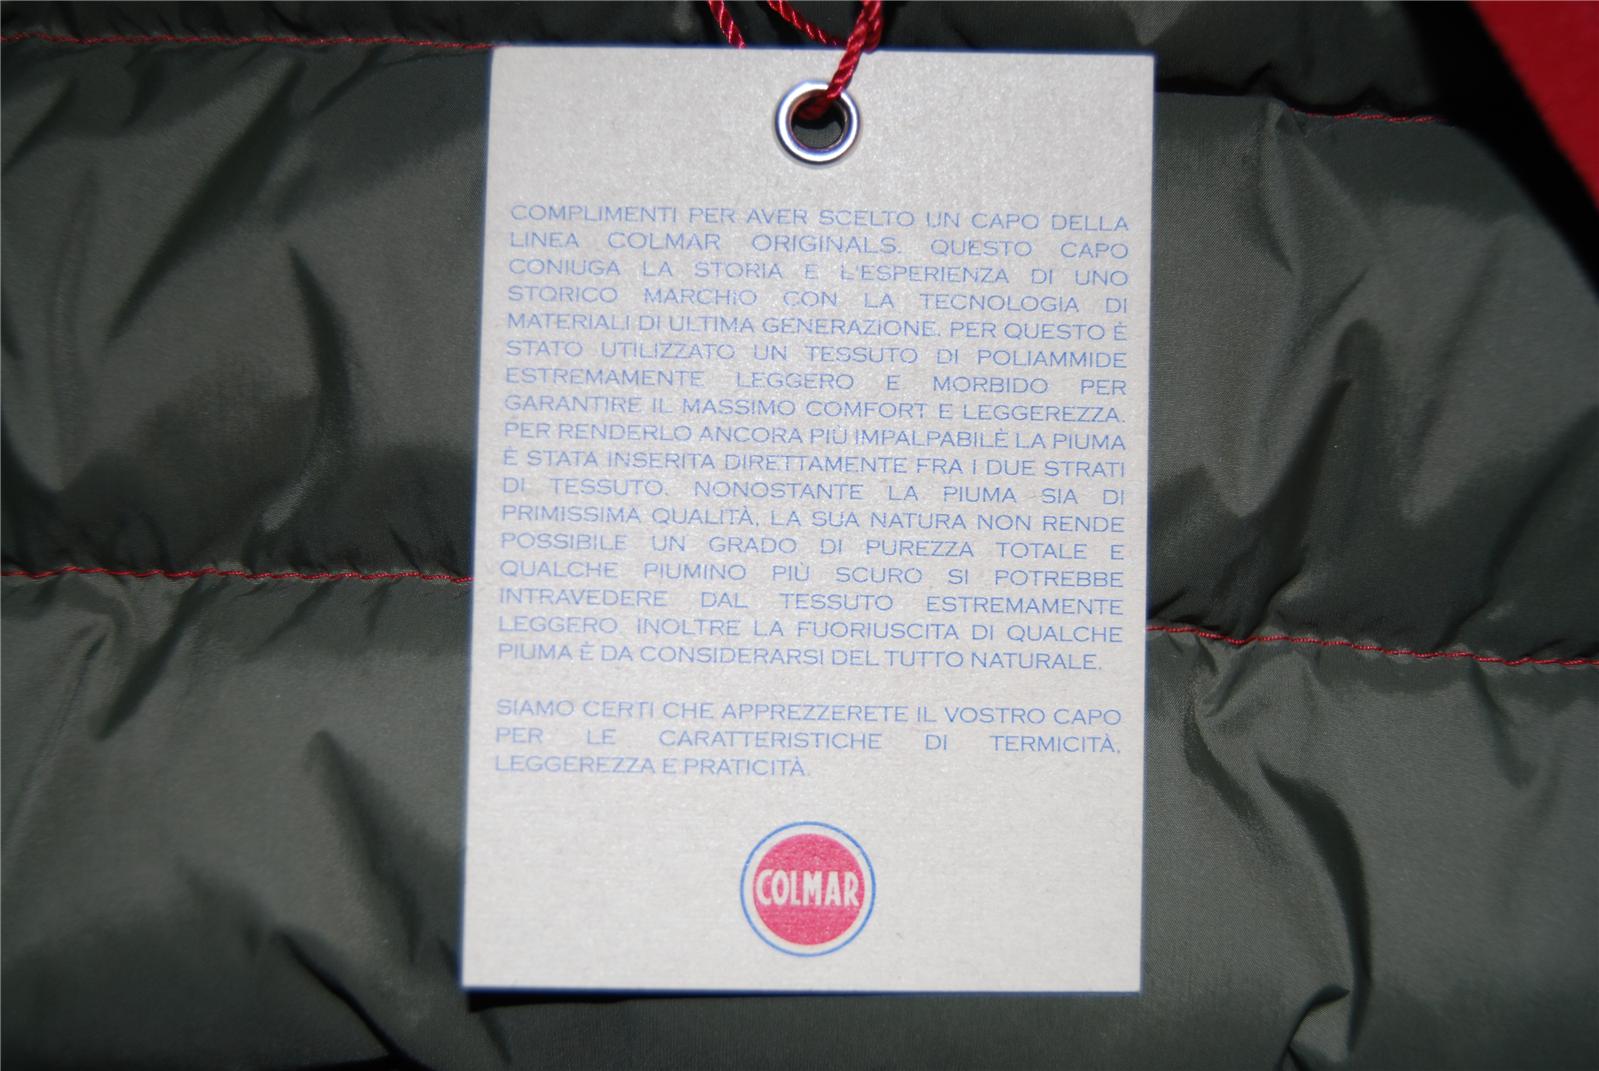 COMPLIMENTI PER AVER SCELTO UN CAPO DELLA
LINEA COLMAR ORIGINALS. QUESTO CAPO
CONIUGA LA STORIA E L'ESPERIENZA DI UNO
STORICO MARCHIO CON LA TECNOLOGIA DI
MATERIALI DI ULTIMA GENERAZIONE. PER QUESTO È
STATO UTILIZZATO UN TESSUTO DI POLIAMMIDE
ESTREMAMENTE LEGGERO E MORBIDO PER
GARANTIRE IL MASSIMO COMFORT E LEGGEREZZA.
PER RENDERLO ANCORA PIÙ IMPALPABILE LA PIUMA
È STATA INSERITA DIRETTAMENTE FRA I DUE STRATI
DI TESSUTO. NONOSTANTE LA PIUMA SIA DI
PRIMISSIMA QUALITÀ, LA SUA NATURA NON RENDE
POSSIBILE UN GRADO DI PUREZZA TOTALE E
QUALCHE PIUMINO PIÙ SCURO SI POTREBBE
INTRAVEDERE DAL TESSUTO ESTREMAMENTE
LEGGERO. INOLTRE LA FUORIUSCITA DI QUALCHE
PIUMA È DA CONSIDERARSI DEL TUTTO NATURALE.
SIAMO CERTI CHE APPREZZERETE IL VOSTRO CAPO
PER LE CARATTERISTICHE DI TERMICITÀ,
LEGGEREZZA E PRATICITÀ.
COLMAR